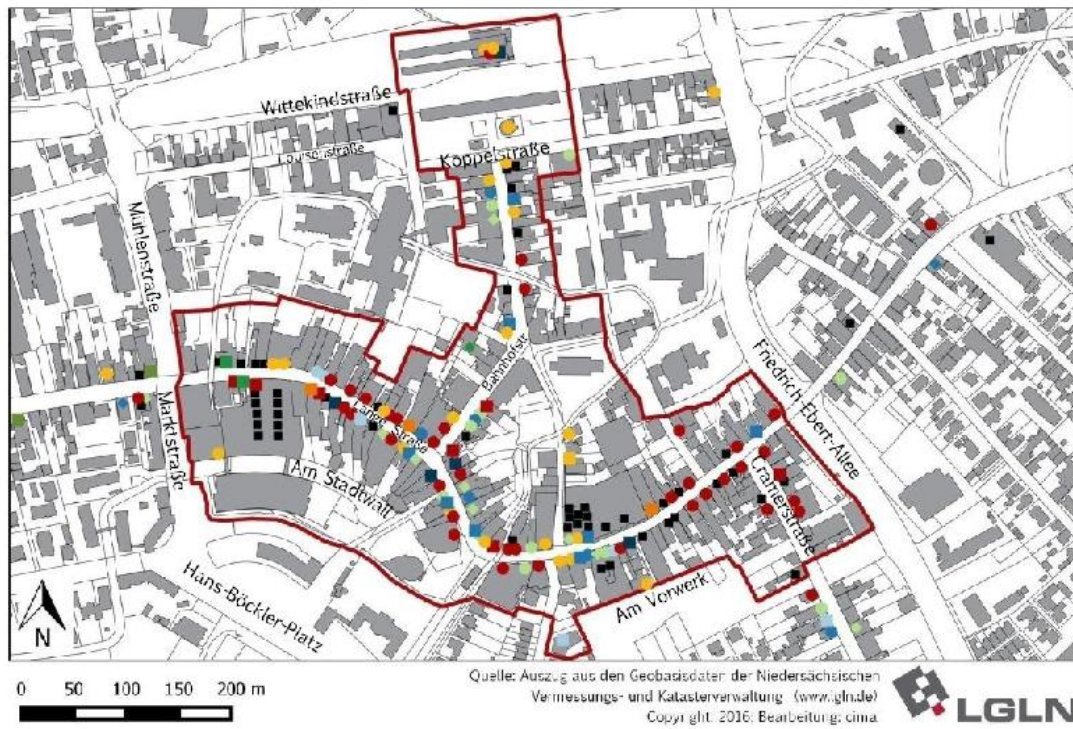 Wittekindstraße
Louisenstraße
Koppelstraße
Mühlenstraße
Bahnhofstr.
Friedrich-Ebert-Allee
Lange Straße
Marktstraße
Am Stadtwall
Cramerstraße
Hans-Böckler-Platz
Am Vorwerk
N
0 50 100 150 200 m
Quelle: Auszug aus den Geobasisdaten der Niedersächsischen
Vermessungs- und Katasterverwaltung (www.lgln.de)
Copyright: 2016; Bearbeitung: cima
LGLN